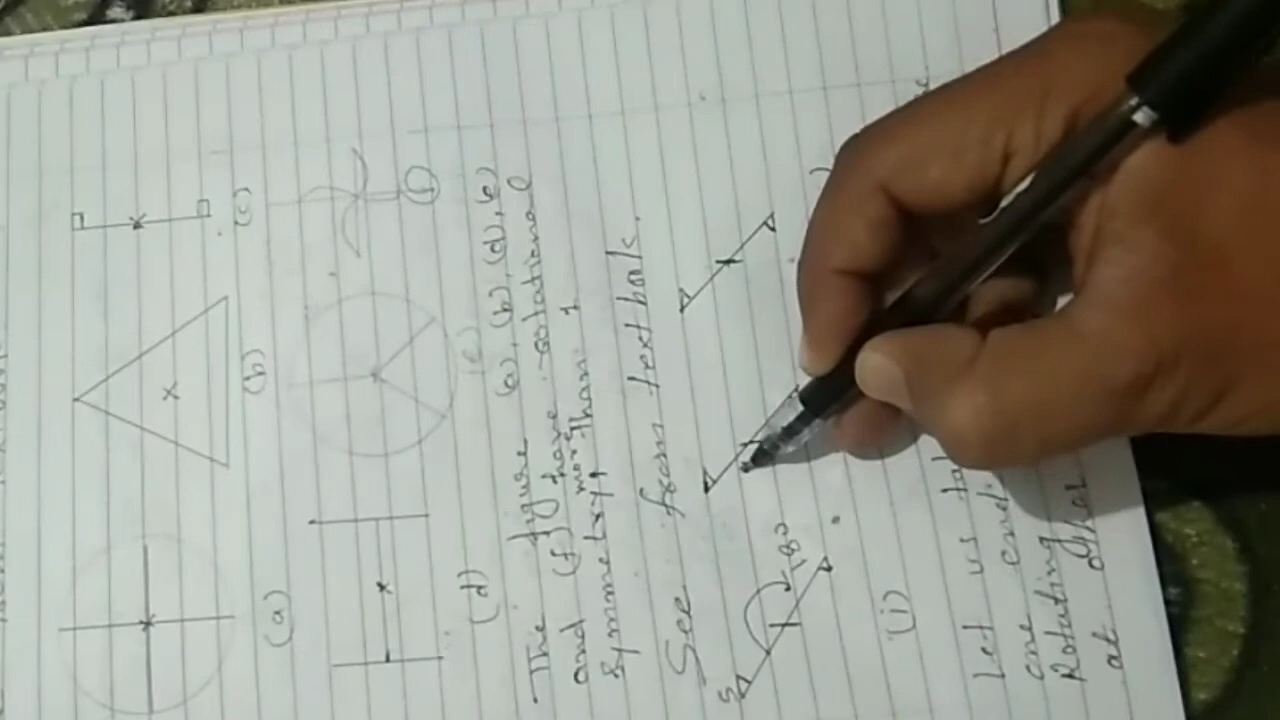 (a)
(b)
(c)
(d)
(e)
(f)
The figure (a), (b), (d), (e)
and (f) have rotational
symmetry more than 1
See from text book.
S
180
(i)
Let us
one end.
Rotating
at other